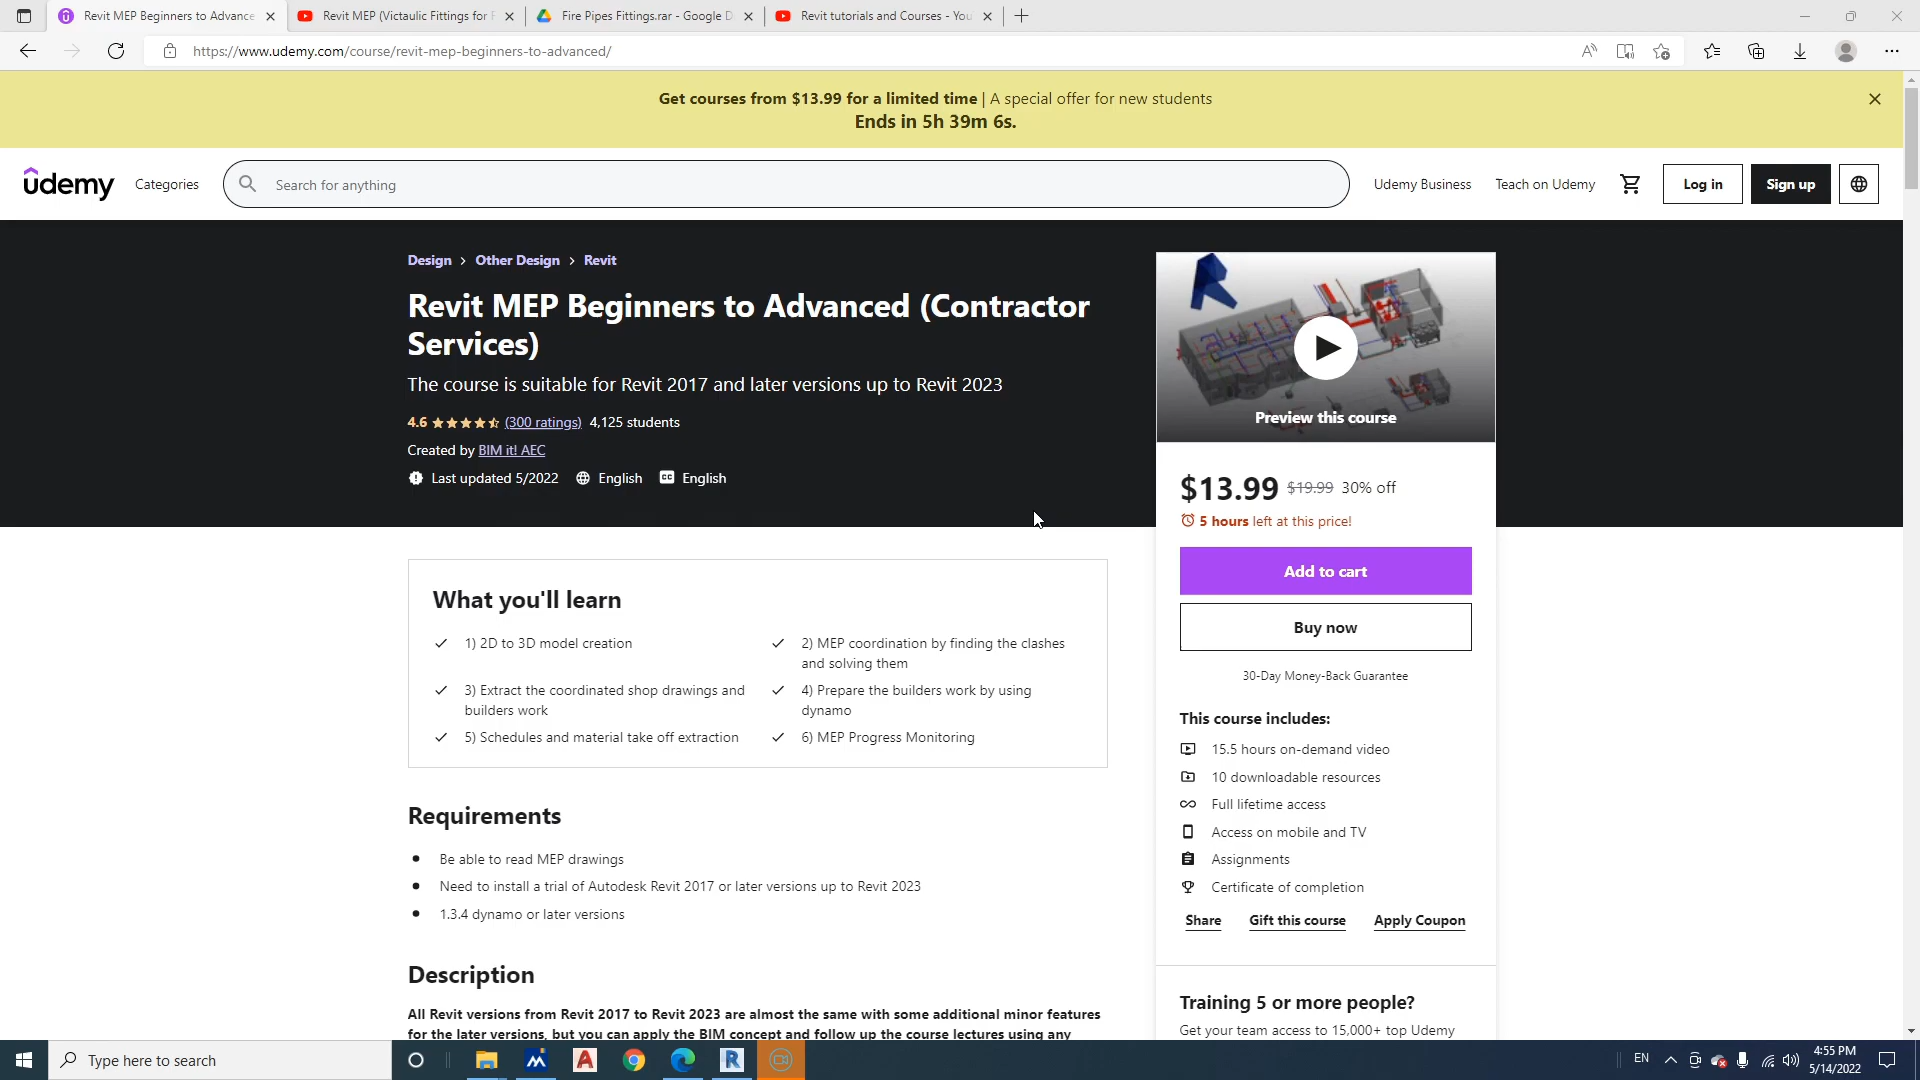 Revit MEP Beginners to Advance
Revit MEP (Victaulic Fittings for F
Fire Pipes Fittings.rar - Google D
Revit tutorials and Courses - You
https://www.udemy.com/course/revit-mep-beginners-to-advanced/
Get courses from $13.99 for a limited time | A special offer for new students
Ends in 5h 39m 6s.
udemy
Categories
Search for anything
Udemy Business
Teach on Udemy
Log in
Sign up
Design > Other Design > Revit
Revit MEP Beginners to Advanced (Contractor
Services)
The course is suitable for Revit 2017 and later versions up to Revit 2023
4.6 (300 ratings) 4,125 students
Created by BIM it! AEC
Last updated 5/2022 English CC English
Preview this course
$13.99 $19.99 30% off
5 hours left at this price!
Add to cart
Buy now
30-Day Money-Back Guarantee
This course includes:
15.5 hours on-demand video
10 downloadable resources
Full lifetime access
Access on mobile and TV
Assignments
Certificate of completion
Share Gift this course Apply Coupon
Training 5 or more people?
Get your team access to 15,000+ top Udemy
What you'll learn
1) 2D to 3D model creation
2) MEP coordination by finding the clashes
and solving them
3) Extract the coordinated shop drawings and
builders work
4) Prepare the builders work by using
dynamo
5) Schedules and material take off extraction
6) MEP Progress Monitoring
Requirements
Be able to read MEP drawings
Need to install a trial of Autodesk Revit 2017 or later versions up to Revit 2023
1.3.4 dynamo or later versions
Description
All Revit versions from Revit 2017 to Revit 2023 are almost the same with some additional minor features
for the later versions, but you can apply the BIM concept and follow up the course lectures using any
Type here to search
EN
4:55 PM
5/14/2022